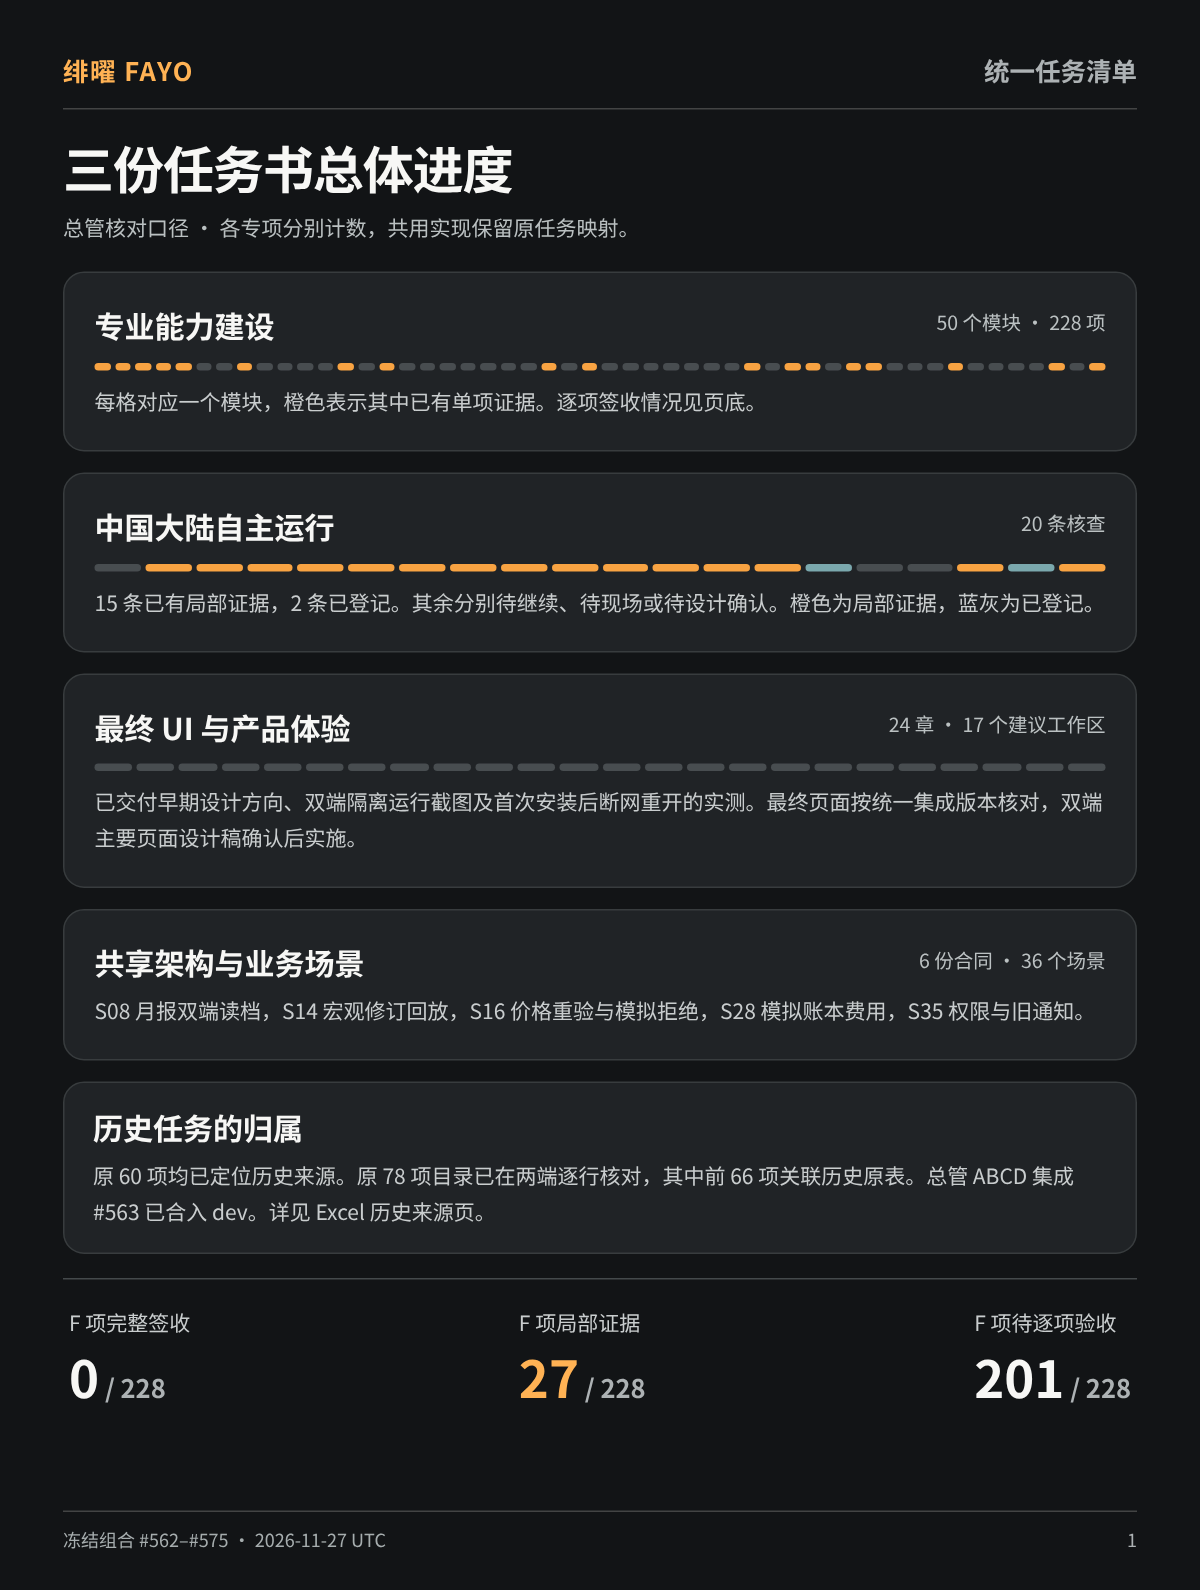 绯曜 FAYO
统一任务清单
三份任务书总体进度
总管核对口径 · 各专项分别计数，共用实现保留原任务映射。
专业能力建设
50 个模块 · 228 项
每格对应一个模块，橙色表示其中已有单项证据。逐项签收情况见页底。
中国大陆自主运行
20 条核查
15 条已有局部证据，2 条已登记。其余分别待继续、待现场或待设计确认。橙色为局部证据，蓝灰为已登记。
最终 UI 与产品体验
24 章 · 17 个建议工作区
已交付早期设计方向、双端隔离运行截图及首次安装后断网重开的实测。最终页面按统一集成版本核对，双端
主要页面设计稿确认后实施。
共享架构与业务场景
6 份合同 · 36 个场景
S08 月报双端读档，S14 宏观修订回放，S16 价格重验与模拟拒绝，S28 模拟账本费用，S35 权限与旧通知。
历史任务的归属
原 60 项均已定位历史来源。原 78 项目录已在两端逐行核对，其中前 66 项关联历史原表。总管 ABCD 集成
#563 已合入 dev。详见 Excel 历史来源页。
F 项完整签收
F 项局部证据
F 项待逐项验收
0 / 228
27 / 228
201 / 228
冻结组合 #562–#575 · 2026-11-27 UTC
1